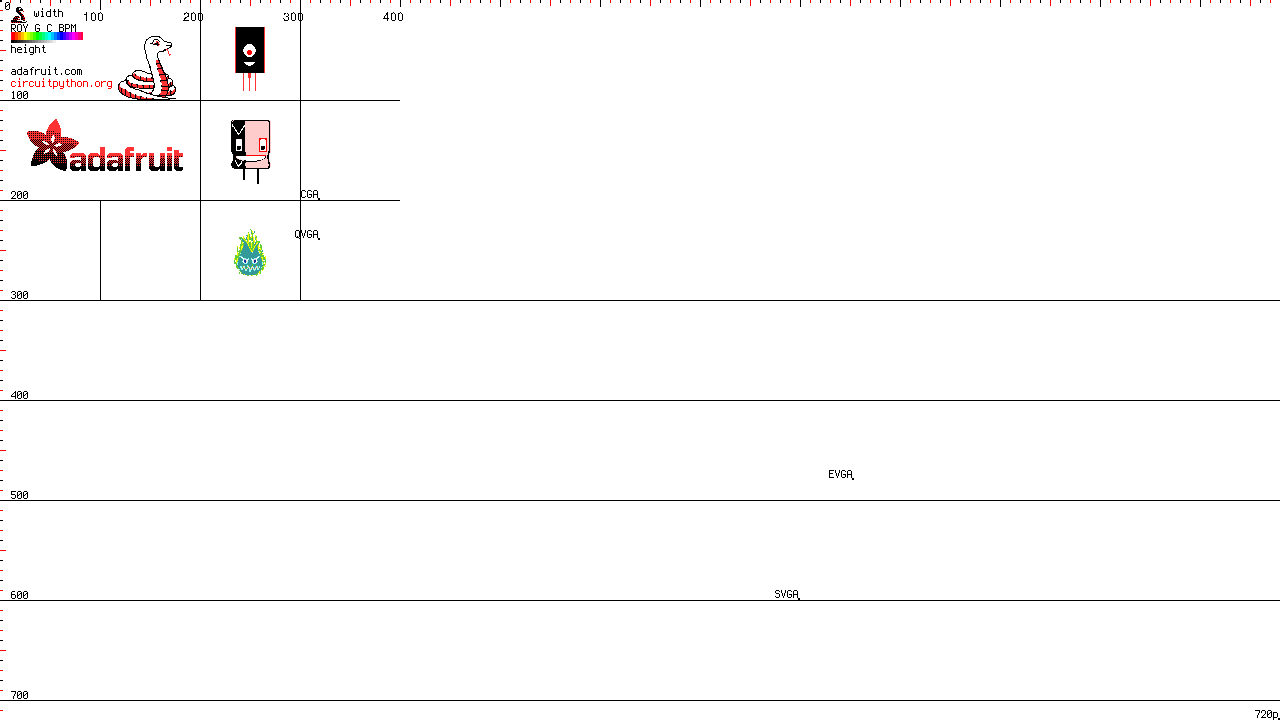 0
width
100 200 300 400
ROY G C BPM
height
adafruit.com
circuitpython.org
100
adafruit
200
CGA
QVGA
300
400
EVGA
500
SVGA
600
700
720p